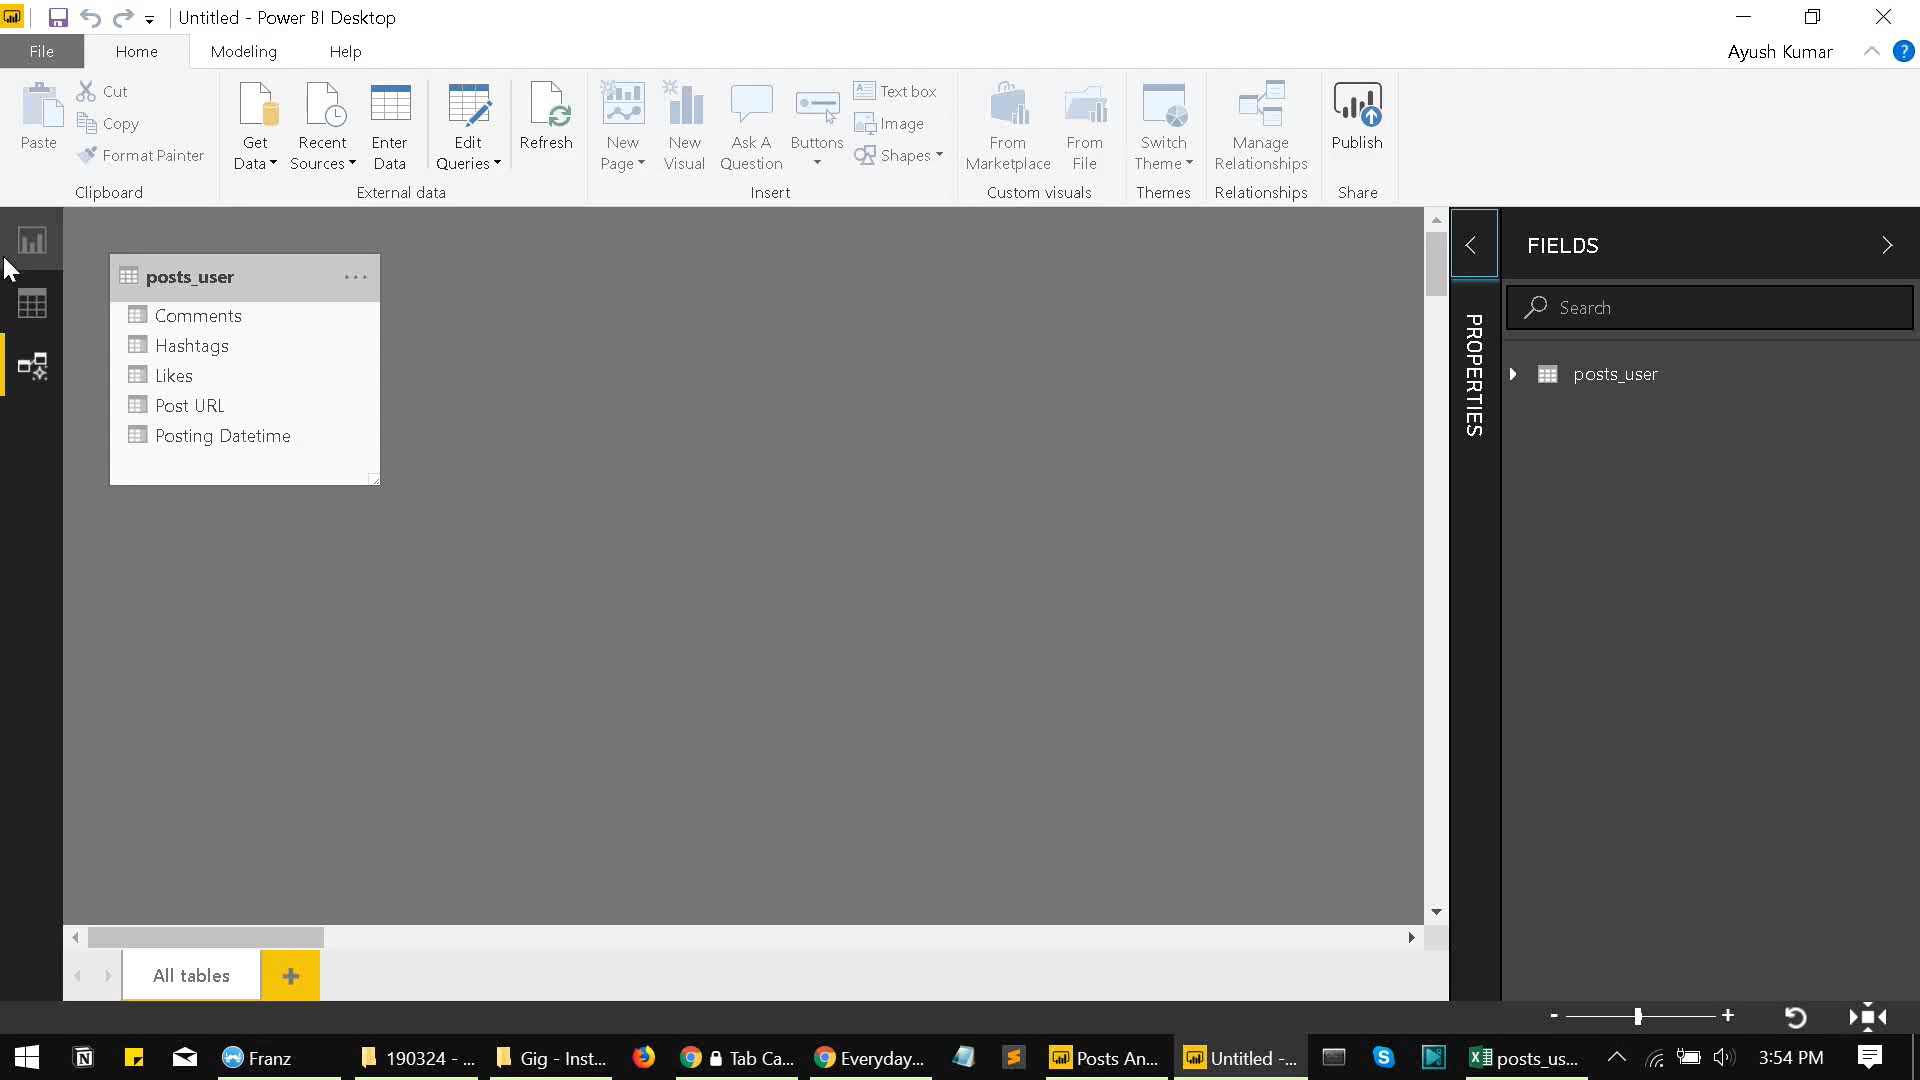 Untitled - Power BI Desktop
File Home Modeling Help Ayush Kumar ?
Paste Cut Copy Format Painter
Get Data Recent Sources Enter Data Edit Queries Refresh
New Page New Visual Ask A Question Buttons Text box Image Shapes
From Marketplace From File Switch Theme Manage Relationships Publish
Clipboard External data Insert Custom visuals Themes Relationships Share
posts_user ...
Comments
Hashtags
Likes
Post URL
Posting Datetime
PROPERTIES
FIELDS
Search
posts_user
All tables +
- +
Franz 190324 - ... Gig - Inst... Tab Ca... Everyday... Posts An... Untitled -... posts_us... 3:54 PM